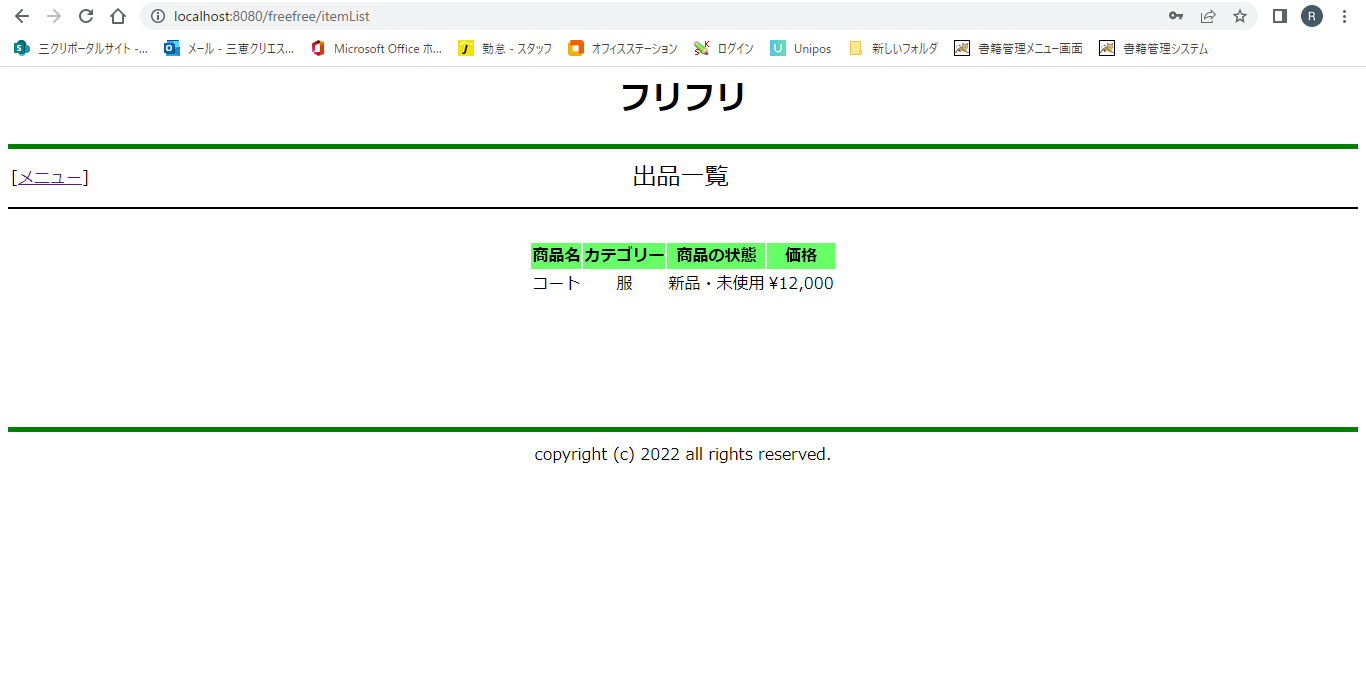 localhost:8080/freefree/itemList
R
三クリポータルサイト -... メール - 三恵クリエス... Microsoft Office ホ... 勤怠 - スタッフ オフィスステーション ログイン Unipos 新しいフォルダ 書籍管理メニュー画面 書籍管理システム
フリフリ
[メニュー] 出品一覧
商品名 カテゴリー 商品の状態 価格
コート 服 新品・未使用 ¥12,000
copyright (c) 2022 all rights reserved.